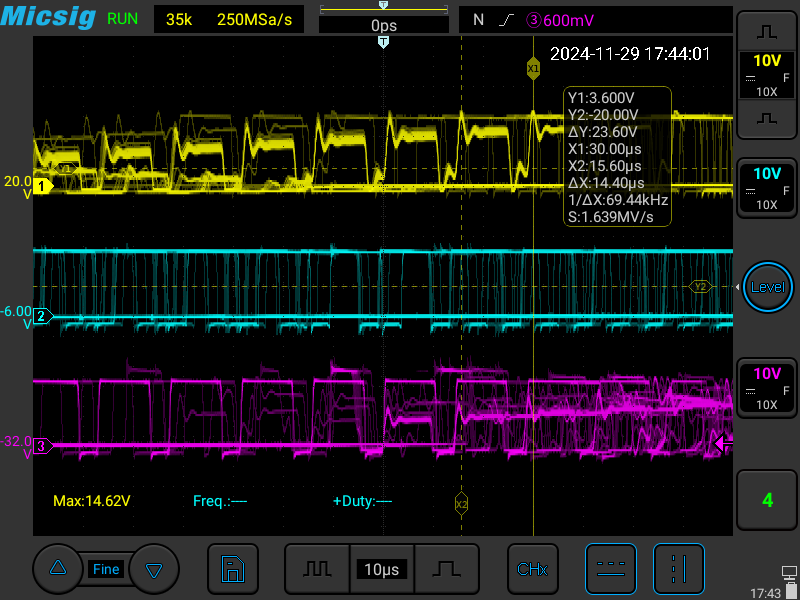 Micsig RUN 35k 250MSa/s 0ps N 3 600mV
T
2024-11-29 17:44:01
X1
10V
F
10X
Y1:3.600V
Y2:-20.00V
ΔY:23.60V
X1:30.00µs
X2:15.60µs
ΔX:14.40µs
1/ΔX:69.44kHz
S:1.639MV/s
Y1
20.0
V
1
10V
F
10X
Y2
Level
-6.00
V
2
10V
F
10X
-32.0
V
3
Max:14.62V Freq.:---- +Duty:----
X2
4
Fine 10µs CHx
17:43